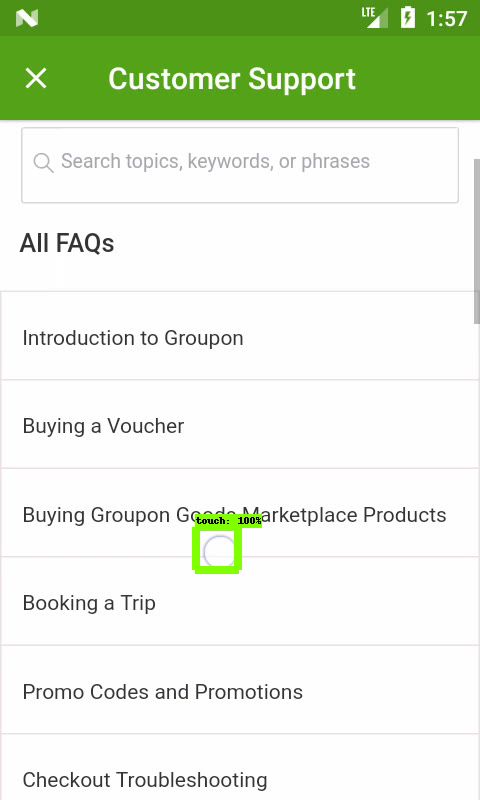 LTE 1:57
Customer Support
Search topics, keywords, or phrases
All FAQs
Introduction to Groupon
Buying a Voucher
Buying Groupon Goods Marketplace Products
touch: 100%
Booking a Trip
Promo Codes and Promotions
Checkout Troubleshooting